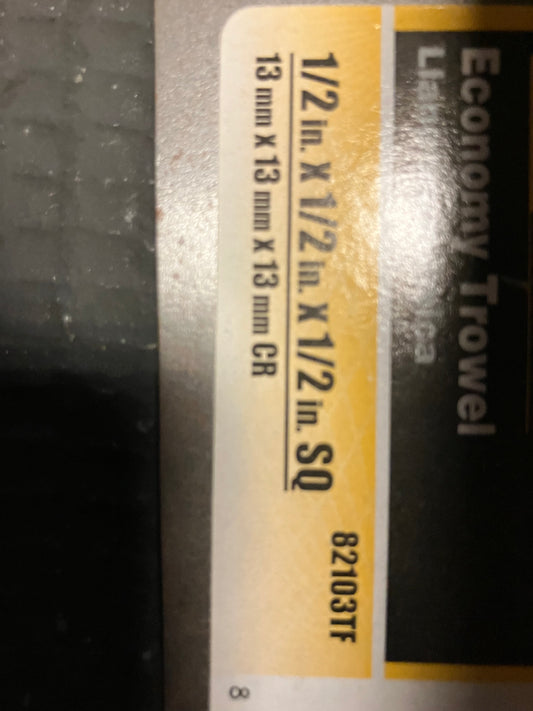 Economy Trowel
1/2 in. X 1/2 in. X 1/2 in. SQ
13 mm X 13 mm X 13 mm CR
82103TF
8